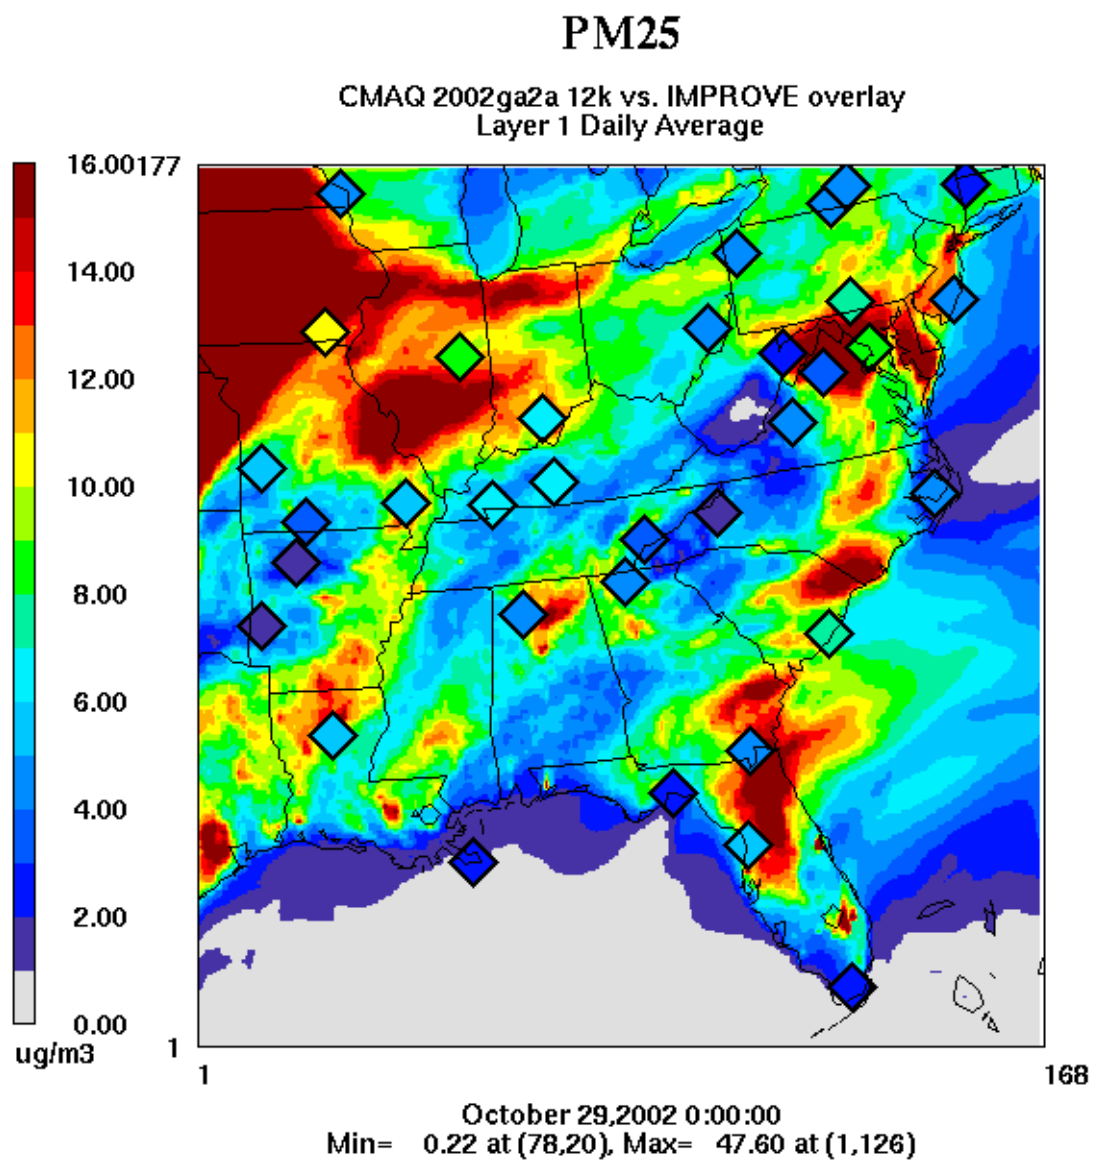 PM25
CMAQ 2002ga2a 12k vs. IMPROVE overlay
Layer 1 Daily Average
16.00
14.00
12.00
10.00
8.00
6.00
4.00
2.00
0.00
ug/m3
177
1
1
168
October 29,2002 0:00:00
Min= 0.22 at (78,20), Max= 47.60 at (1,126)